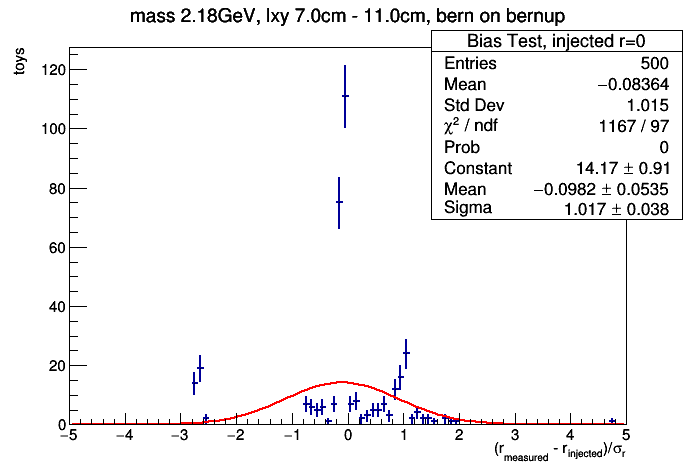 mass 2.18GeV, lxy 7.0cm - 11.0cm, bern on bernup
Bias Test, injected r=0
Entries 500
Mean −0.08364
Std Dev 1.015
χ² / ndf 1167 / 97
Prob 0
Constant 14.17 ± 0.91
Mean −0.0982 ± 0.0535
Sigma 1.017 ± 0.038
toys
120
100
80
60
40
20
0
−5 −4 −3 −2 −1 0 1 2 3 4 5
(r_measured - r_injected)/σ_r